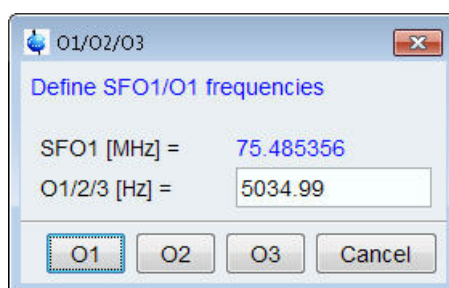 O1/O2/O3
Define SFO1/O1 frequencies
SFO1 [MHz] = 75.485356
O1/2/3 [Hz] = 5034.99
O1 O2 O3 Cancel